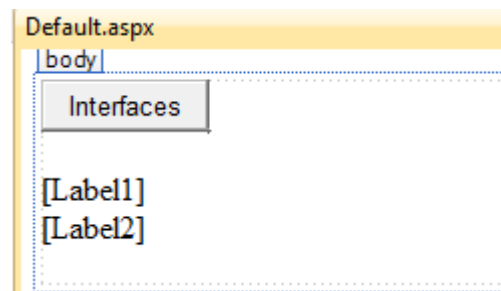 Default.aspx
body
Interfaces
[Label1]
[Label2]